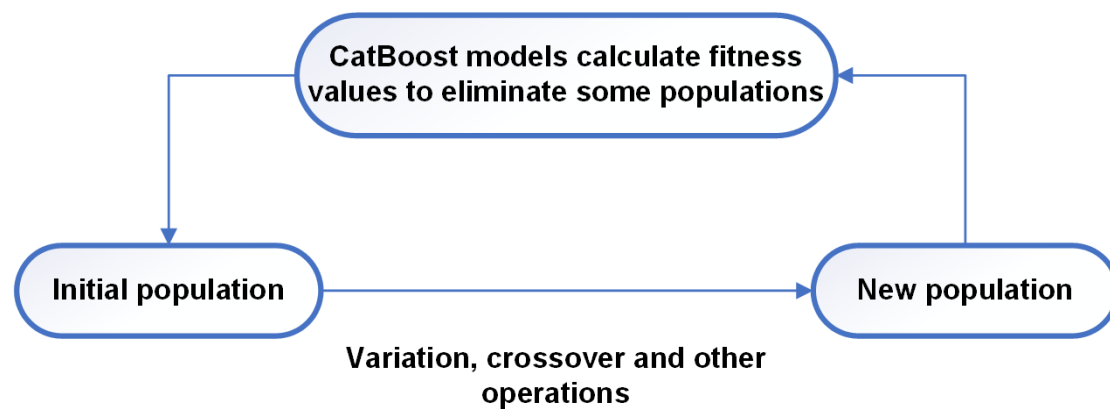 CatBoost models calculate fitness
values to eliminate some populations
Initial population
New population
Variation, crossover and other
operations